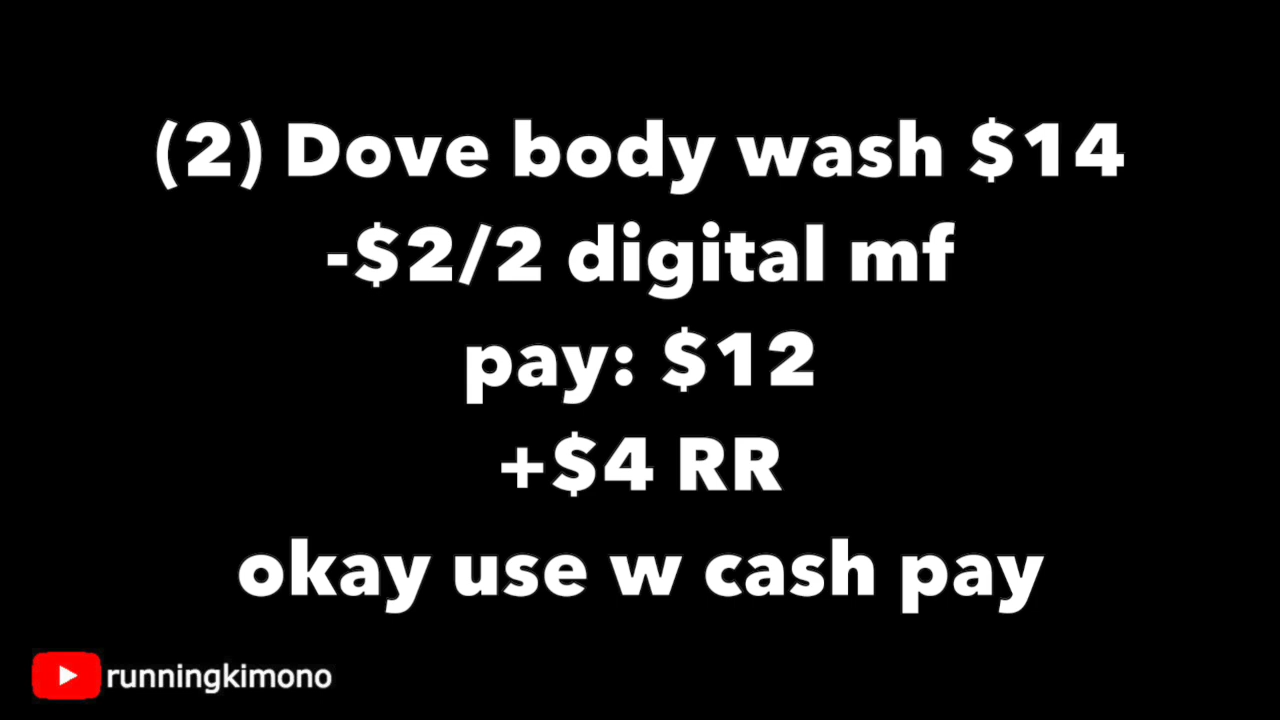 (2) Dove body wash $14
-$2/2 digital mf
pay: $12
+$4 RR
okay use w cash pay
runningkimono